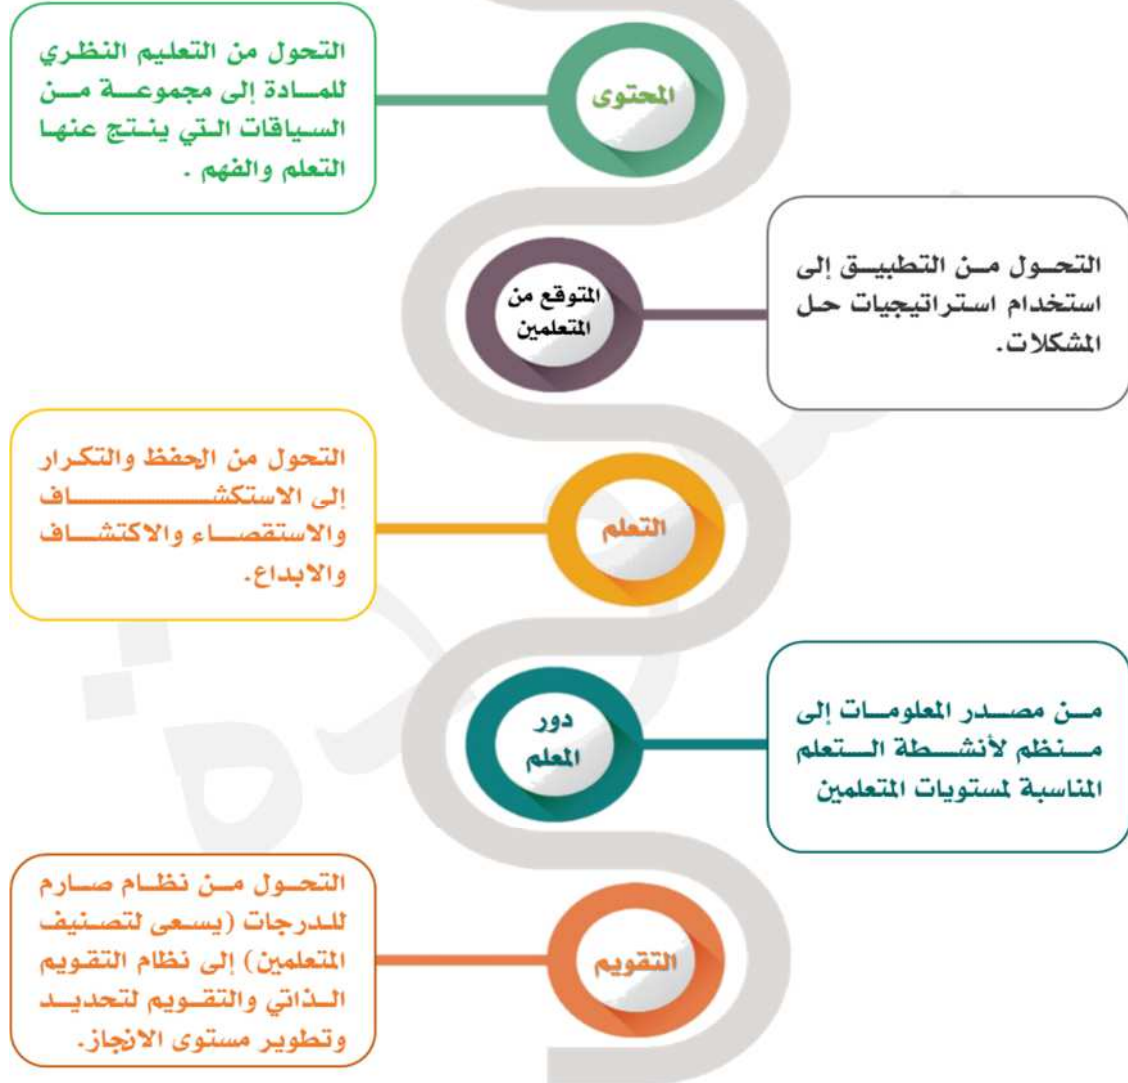 المحتوى
التحول من التعليم النظري
للمادة إلى مجموعة من
السياقات التي ينتج عنها
التعلم والفهم .
المتوقع من
المتعلمين
التحول من التطبيق إلى
استخدام استراتيجيات حل
المشكلات.
التعلم
التحول من الحفظ والتكرار
إلى الاستكشاف
والاستقصاء والاكتشاف
والابداع.
دور
المعلم
من مصدر المعلومات إلى
منظم لأنشطة التعلم
المناسبة لمستويات المتعلمين
التقويم
التحول من نظام صارم
للدرجات (يسعى لتصنيف
المتعلمين) إلى نظام التقويم
الذاتي والتقويم لتحديد
وتطوير مستوى الانجاز.